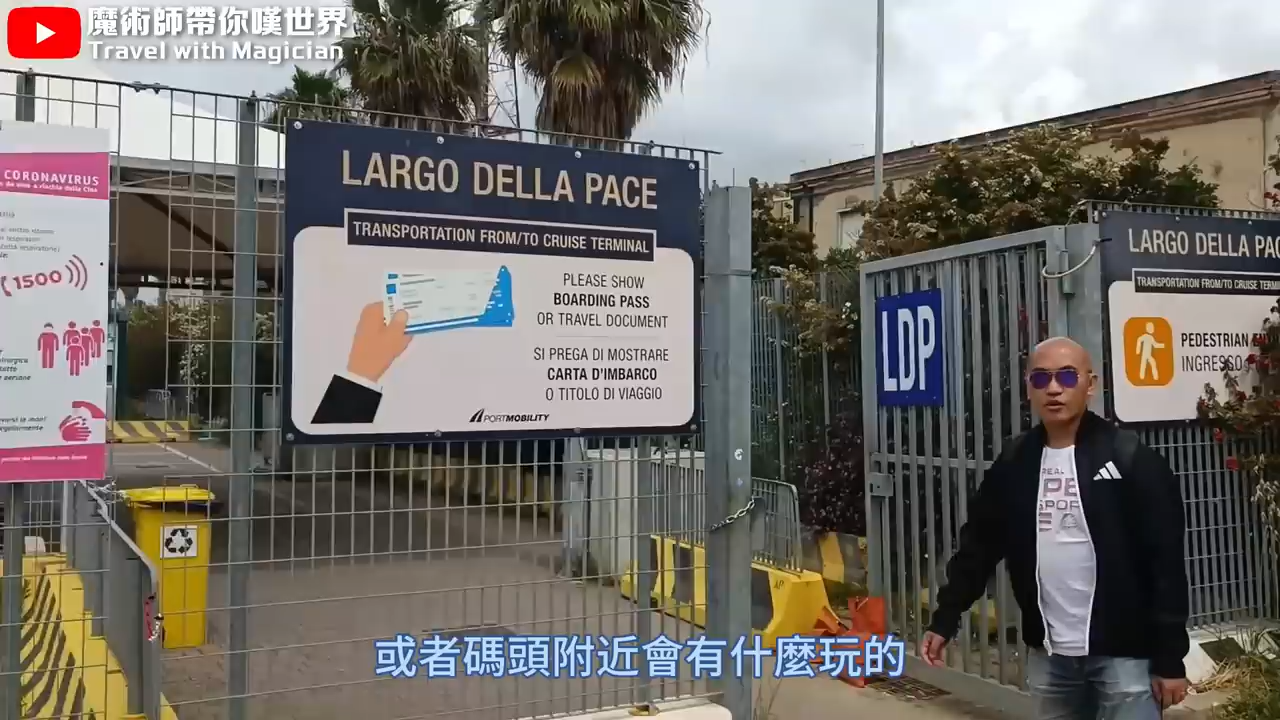 魔術師帶你嘆世界
Travel with Magician
CORONAVIRUS
1500
LARGO DELLA PACE
TRANSPORTATION FROM/TO CRUISE TERMINAL
PLEASE SHOW
BOARDING PASS
OR TRAVEL DOCUMENT
SI PREGA DI MOSTRARE
CARTA D'IMBARCO
O TITOLO DI VIAGGIO
PORTMOBILITY
LDP
LARGO DELLA
TRANSPORTATION FROM/TO CRUISE
PEDESTRIAN
INGRESSO
或者碼頭附近會有什麼玩的